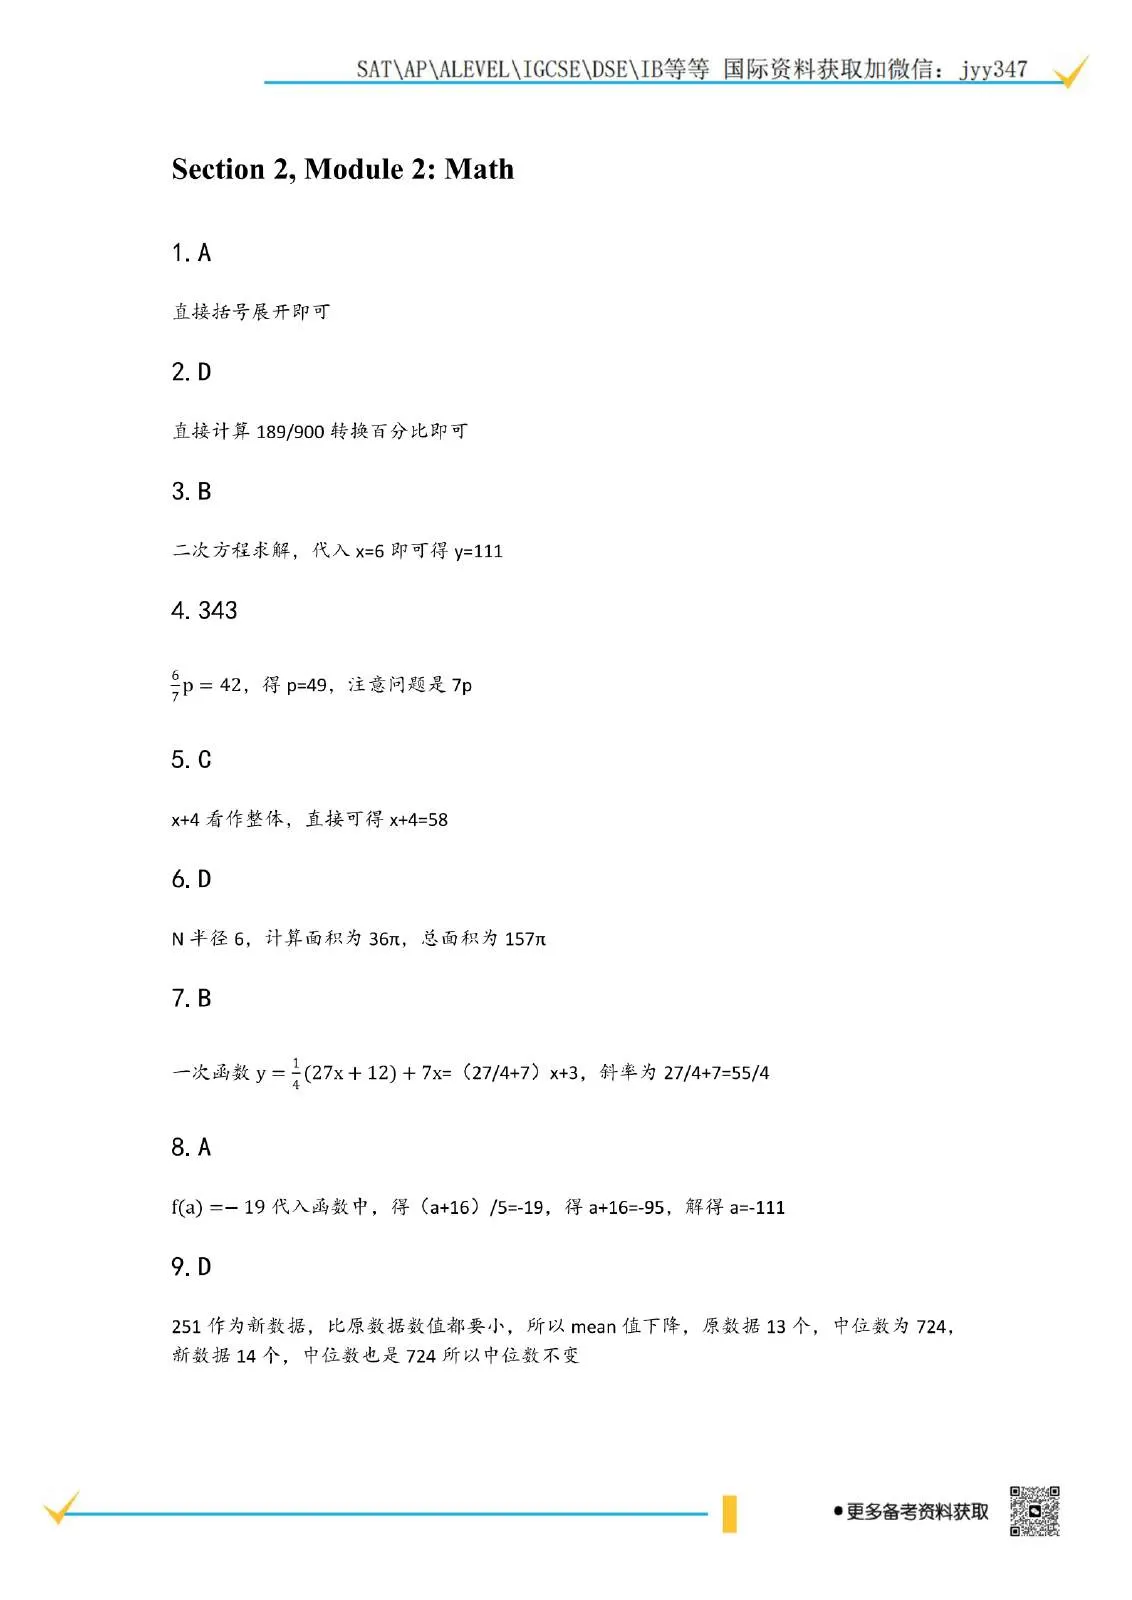 SAT\AP\ALEVEL\IGCSE\DSE\IB等等 国际资料获取加微信：jyy347
Section 2, Module 2: Math
1. A
直接括号展开即可
2. D
直接计算 189/900 转换百分比即可
3. B
二次方程求解，代入 x=6 即可得 y=111
4. 343
6/7 p = 42，得 p=49，注意问题是 7p
5. C
x+4 看作整体，直接可得 x+4=58
6. D
N 半径 6，计算面积为 36π，总面积为 157π
7. B
一次函数 y = 1/4 (27x + 12) + 7x=（27/4+7）x+3，斜率为 27/4+7=55/4
8. A
f(a) =− 19 代入函数中，得（a+16）/5=-19，得 a+16=-95，解得 a=-111
9. D
251 作为新数据，比原数据数值都要小，所以 mean 值下降，原数据 13 个，中位数为 724，
新数据 14 个，中位数也是 724 所以中位数不变
•更多备考资料获取